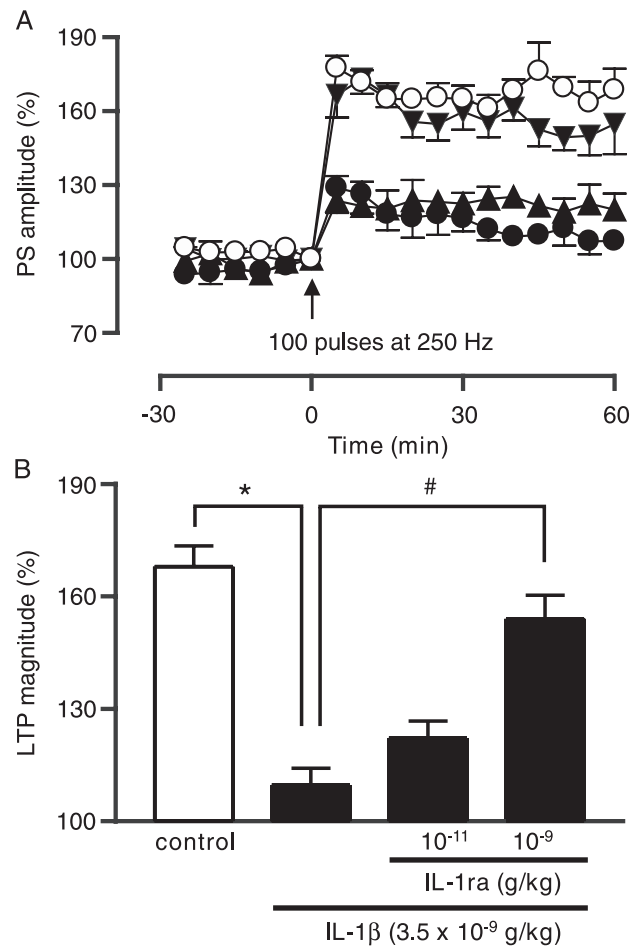 A
190
160
130
100
70
PS amplitude (%)
100 pulses at 250 Hz
-30 0 30 60
Time (min)
B
190
160
130
100
LTP magnitude (%)
* #
control 10⁻¹¹ 10⁻⁹
IL-1ra (g/kg)
IL-1β (3.5 x 10⁻⁹ g/kg)